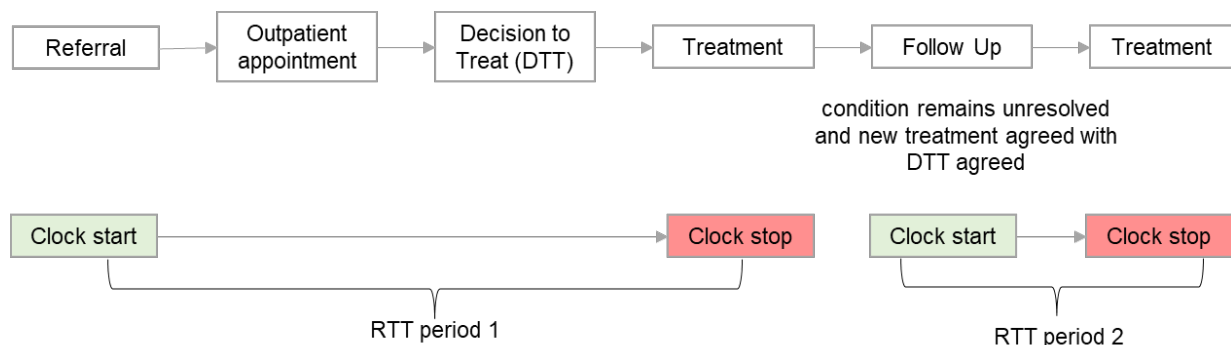 Referral
Outpatient
appointment
Decision to
Treat (DTT)
Treatment
Follow Up
Treatment
condition remains unresolved
and new treatment agreed with
DTT agreed
Clock start
Clock stop
Clock start
Clock stop
RTT period 1
RTT period 2